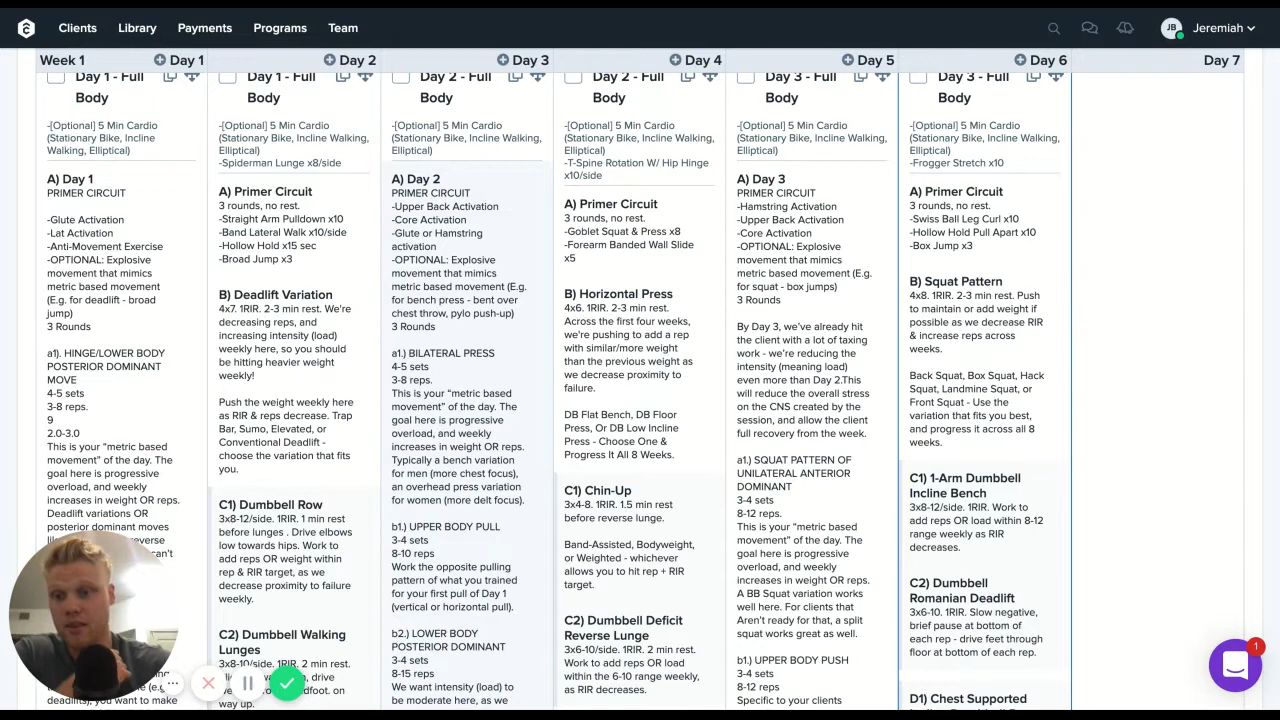 Clients
Library
Payments
Programs
Team
JB
Jeremiah
Week 1
Day 1
Day 2
Day 3
Day 4
Day 5
Day 6
Day 7
Day 1 - Full
Body
-[Optional] 5 Min Cardio
(Stationary Bike, Incline
Walking, Elliptical)
A) Day 1
PRIMER CIRCUIT
-Glute Activation
-Lat Activation
-Anti-Movement Exercise
-OPTIONAL: Explosive
movement that mimics
metric based movement
(E.g. for deadlift - broad
jump)
3 Rounds
a1). HINGE/LOWER BODY
POSTERIOR DOMINANT
MOVE
4-5 sets
3-8 reps.
9
2.0-3.0
This is your “metric based
movement” of the day. The
goal here is progressive
overload, and weekly
increases in weight OR reps.
Deadlift variations OR
posterior dominant moves
deadlifts), you want to make
Day 1 - Full
Body
-[Optional] 5 Min Cardio
(Stationary Bike, Incline Walking,
Elliptical)
-Spiderman Lunge x8/side
A) Primer Circuit
3 rounds, no rest.
-Straight Arm Pulldown x10
-Band Lateral Walk x10/side
-Hollow Hold x15 sec
-Broad Jump x3
B) Deadlift Variation
4x7. 1RIR. 2-3 min rest. We're
decreasing reps, and
increasing intensity (load)
weekly here, so you should
be hitting heavier weight
weekly!
Push the weight weekly here
as RIR & reps decrease. Trap
Bar, Sumo, Elevated, or
Conventional Deadlift -
choose the variation that fits
you.
C1) Dumbbell Row
3x8-12/side. 1RIR. 1 min rest
before lunges . Drive elbows
low towards hips. Work to
add reps OR weight within
rep & RIR target, as we
decrease proximity to failure
weekly.
C2) Dumbbell Walking
Lunges
3x8-10/side. 1RIR. 2 min rest.
way up.
Day 2 - Full
Body
-[Optional] 5 Min Cardio
(Stationary Bike, Incline Walking,
Elliptical)
A) Day 2
PRIMER CIRCUIT
-Upper Back Activation
-Core Activation
-Glute or Hamstring
activation
-OPTIONAL: Explosive
movement that mimics
metric based movement (E.g.
for bench press - bent over
chest throw, pylo push-up)
3 Rounds
a1.) BILATERAL PRESS
4-5 sets
3-8 reps.
This is your “metric based
movement” of the day. The
goal here is progressive
overload, and weekly
increases in weight OR reps.
Typically a bench variation
for men (more chest focus),
an overhead press variation
for women (more delt focus).
b1.) UPPER BODY PULL
3-4 sets
8-10 reps
Work the opposite pulling
pattern of what you trained
for your first pull of Day 1
(vertical or horizontal pull).
b2.) LOWER BODY
POSTERIOR DOMINANT
3-4 sets
8-15 reps
We want intensity (load) to
be moderate here, as we
Day 2 - Full
Body
-[Optional] 5 Min Cardio
(Stationary Bike, Incline Walking,
Elliptical)
-T-Spine Rotation W/ Hip Hinge
x10/side
A) Primer Circuit
3 rounds, no rest.
-Goblet Squat & Press x8
-Forearm Banded Wall Slide
x5
B) Horizontal Press
4x6. 1RIR. 2-3 min rest.
Across the first four weeks,
we're pushing to add a rep
with similar/more weight
than the previous weight as
we decrease proximity to
failure.
DB Flat Bench, DB Floor
Press, Or DB Low Incline
Press - Choose One &
Progress It All 8 Weeks.
C1) Chin-Up
3x4-8. 1RIR. 1.5 min rest
before reverse lunge.
Band-Assisted, Bodyweight,
or Weighted - whichever
allows you to hit rep + RIR
target.
C2) Dumbbell Deficit
Reverse Lunge
3x6-10/side. 1RIR. 2 min rest.
Work to add reps OR load
within the 6-10 range weekly,
as RIR decreases.
Day 3 - Full
Body
-[Optional] 5 Min Cardio
(Stationary Bike, Incline Walking,
Elliptical)
A) Day 3
PRIMER CIRCUIT
-Hamstring Activation
-Upper Back Activation
-Core Activation
-OPTIONAL: Explosive
movement that mimics
metric based movement (E.g.
for squat - box jumps)
3 Rounds
By Day 3, we’ve already hit
the client with a lot of taxing
work - we’re reducing the
intensity (meaning load)
even more than Day 2.This
will reduce the overall stress
on the CNS created by the
session, and allow the client
full recovery from the week.
a1.) SQUAT PATTERN OF
UNILATERAL ANTERIOR
DOMINANT
3-4 sets
8-12 reps.
This is your “metric based
movement” of the day. The
goal here is progressive
overload, and weekly
increases in weight OR reps.
A BB Squat variation works
well here. For clients that
Aren’t ready for that, a split
squat works great as well.
b1.) UPPER BODY PUSH
3-4 sets
8-12 reps
Specific to your clients
Day 3 - Full
Body
-[Optional] 5 Min Cardio
(Stationary Bike, Incline Walking,
Elliptical)
-Frogger Stretch x10
A) Primer Circuit
3 rounds, no rest.
-Swiss Ball Leg Curl x10
-Hollow Hold Pull Apart x10
-Box Jump x3
B) Squat Pattern
4x8. 1RIR. 2-3 min rest. Push
to maintain or add weight if
possible as we decrease RIR
& increase reps across
weeks.
Back Squat, Box Squat, Hack
Squat, Landmine Squat, or
Front Squat - Use the
variation that fits you best,
and progress it across all 8
weeks.
C1) 1-Arm Dumbbell
Incline Bench
3x8-12/side. 1RIR. Work to
add reps OR load within 8-12
range weekly as RIR
decreases.
C2) Dumbbell
Romanian Deadlift
3x6-10. 1RIR. Slow negative,
brief pause at bottom of
each rep - drive feet through
floor at bottom of each rep.
D1) Chest Supported
1